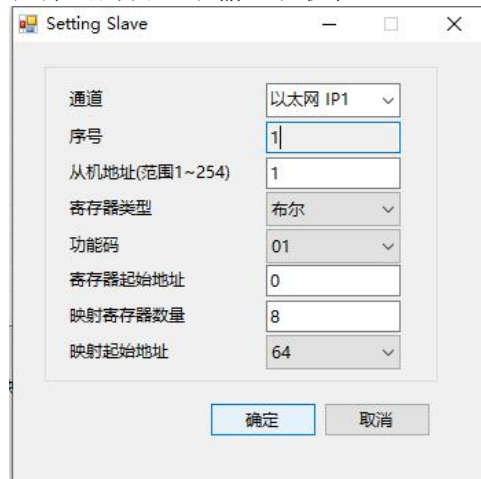 Setting Slave
通道 以太网 IP1
序号 1
从机地址(范围1~254) 1
寄存器类型 布尔
功能码 01
寄存器起始地址 0
映射寄存器数量 8
映射起始地址 64
确定 取消